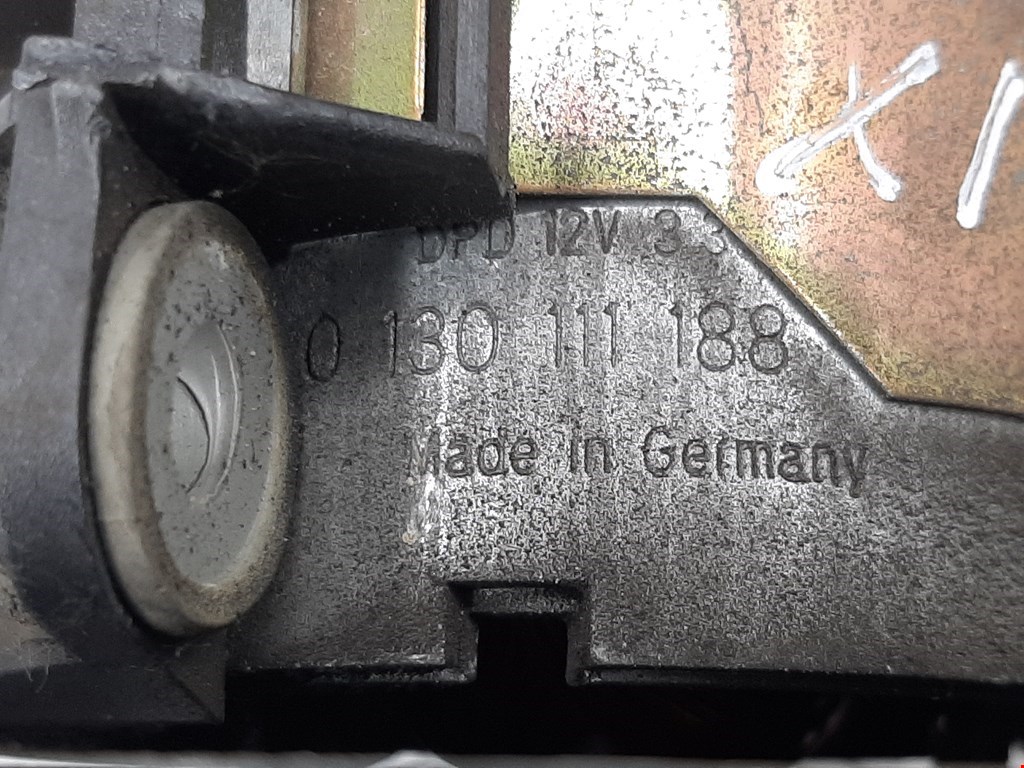 DPD 12V 3.3
0 130 111 188
Made in Germany